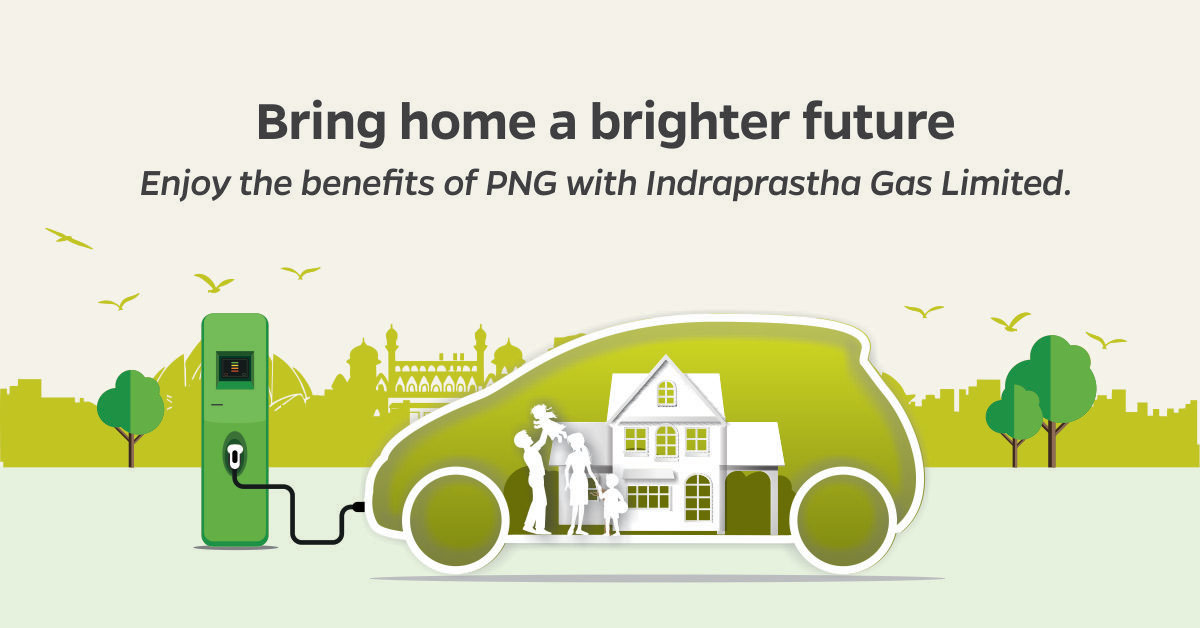 Bring home a brighter future
Enjoy the benefits of PNG with Indraprastha Gas Limited.